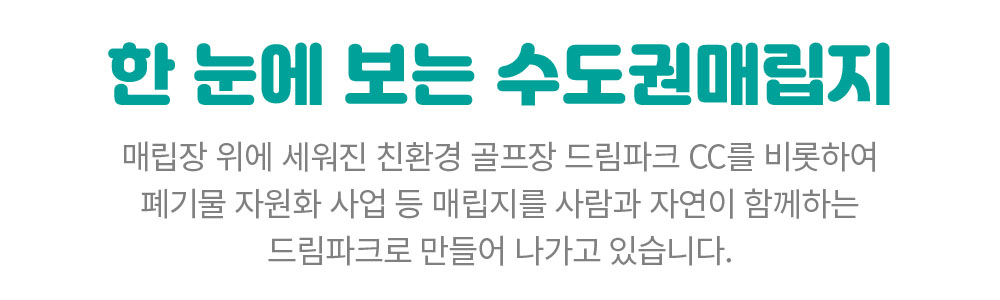 한 눈에 보는 수도권매립지
매립장 위에 세워진 친환경 골프장 드림파크 CC를 비롯하여
폐기물 자원화 사업 등 매립지를 사람과 자연이 함께하는
드림파크로 만들어 나가고 있습니다.